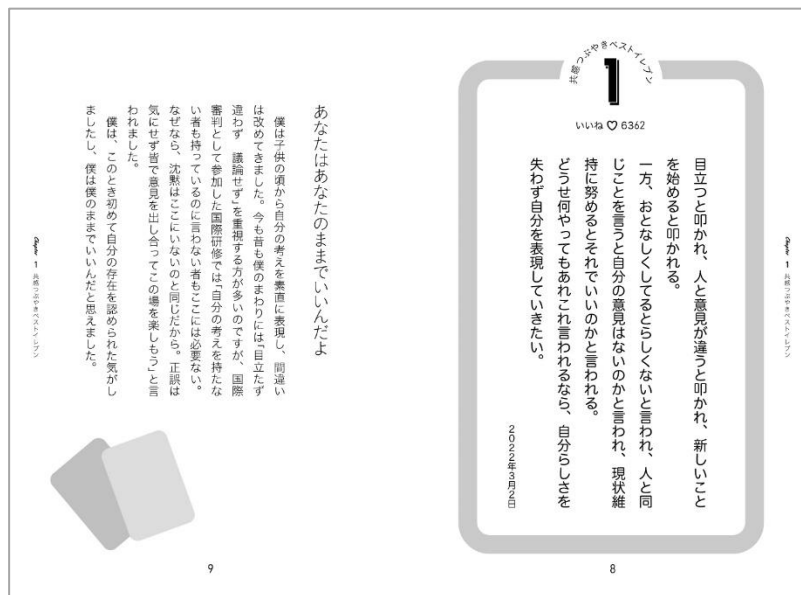 Chapter 1 共感つぶやきベストイレブン
共感つぶやきベストイレブン
1
いいね ♡ 6362
目立つと叩かれ、人と意見が違うと叩かれ、新しいこと
を始めると叩かれる。
一方、おとなしくしてるとらしくないと言われ、人と同
じことを言うと自分の意見はないのかと言われ、現状維
持に努めるとそれでいいのかと言われる。
どうせ何やってもあれこれ言われるなら、自分らしさを
失わず自分を表現していきたい。
2022年3月2日
8
あなたはあなたのままでいいんだよ
僕は子供の頃から自分の考えを素直に表現し、間違い
は改めてきました。今も昔も僕のまわりには「目立たず
違わず 議論せず」を重視する方が多いのですが、国際
審判として参加した国際研修では「自分の考えを持たな
い者も持っているのに言わない者もここには必要ない。
なぜなら、沈黙はここにいないのと同じだから。正誤は
気にせず皆で意見を出し合ってこの場を楽しもう」と言
われました。
僕は、このとき初めて自分の存在を認められた気がし
ましたし、僕は僕のままでいいんだと思えました。
Chapter 1 共感つぶやきベストイレブン
9